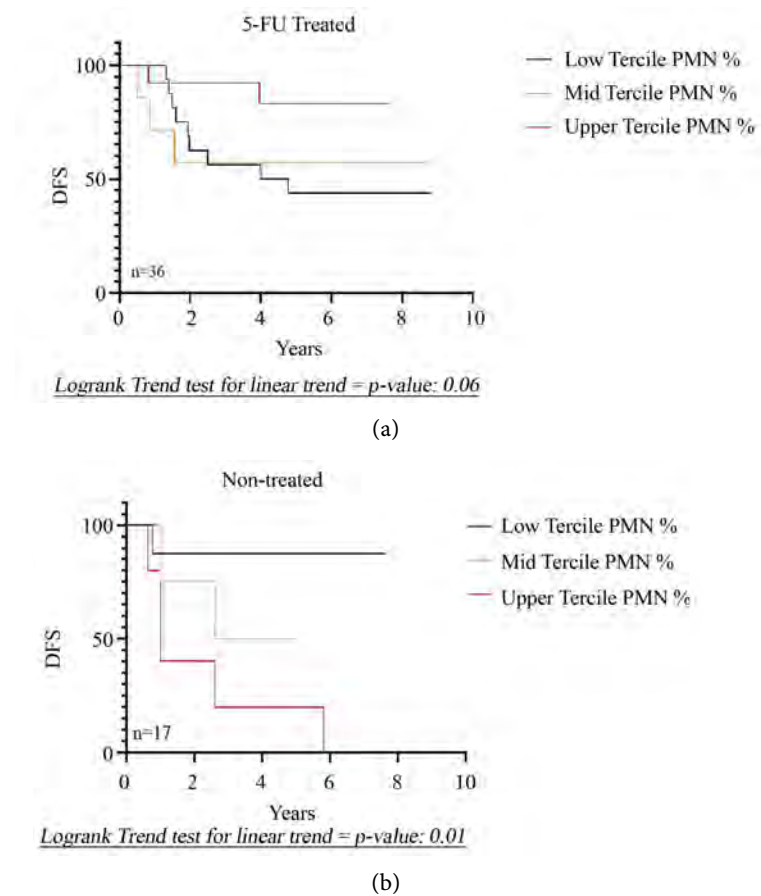 5-FU Treated
100
50
0
DFS
n=36
0 2 4 6 8 10
Years
Low Tercile PMN %
Mid Tercile PMN %
Upper Tercile PMN %
Logrank Trend test for linear trend = p-value: 0.06
(a)
Non-treated
100
50
0
DFS
n=17
0 2 4 6 8 10
Years
Low Tercile PMN %
Mid Tercile PMN %
Upper Tercile PMN %
Logrank Trend test for linear trend = p-value: 0.01
(b)